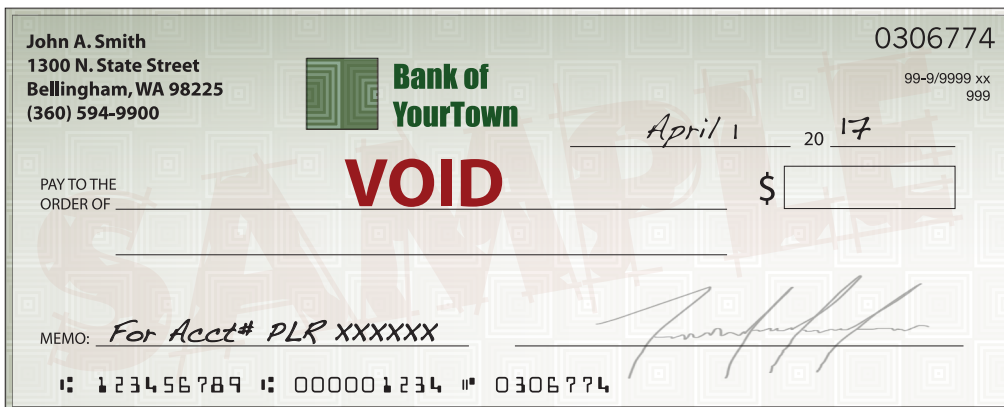 John A. Smith
1300 N. State Street
Bellingham, WA 98225
(360) 594-9900
Bank of
YourTown
0306774
99-9/9999 xx
999
April 1 20 17
VOID
PAY TO THE
ORDER OF
$
SAMPLE
MEMO: For Acct# PLR XXXXXX
⑆ 123456789 ⑆ 000001234 ⑈ 0306774